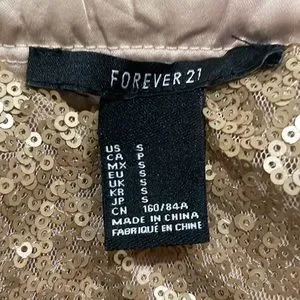 FOREVER 21
US S
CA P
MX S
EU S
UK S
KR S
JP S
CN 160/84A
MADE IN CHINA
FABRIQUÉ EN CHINE